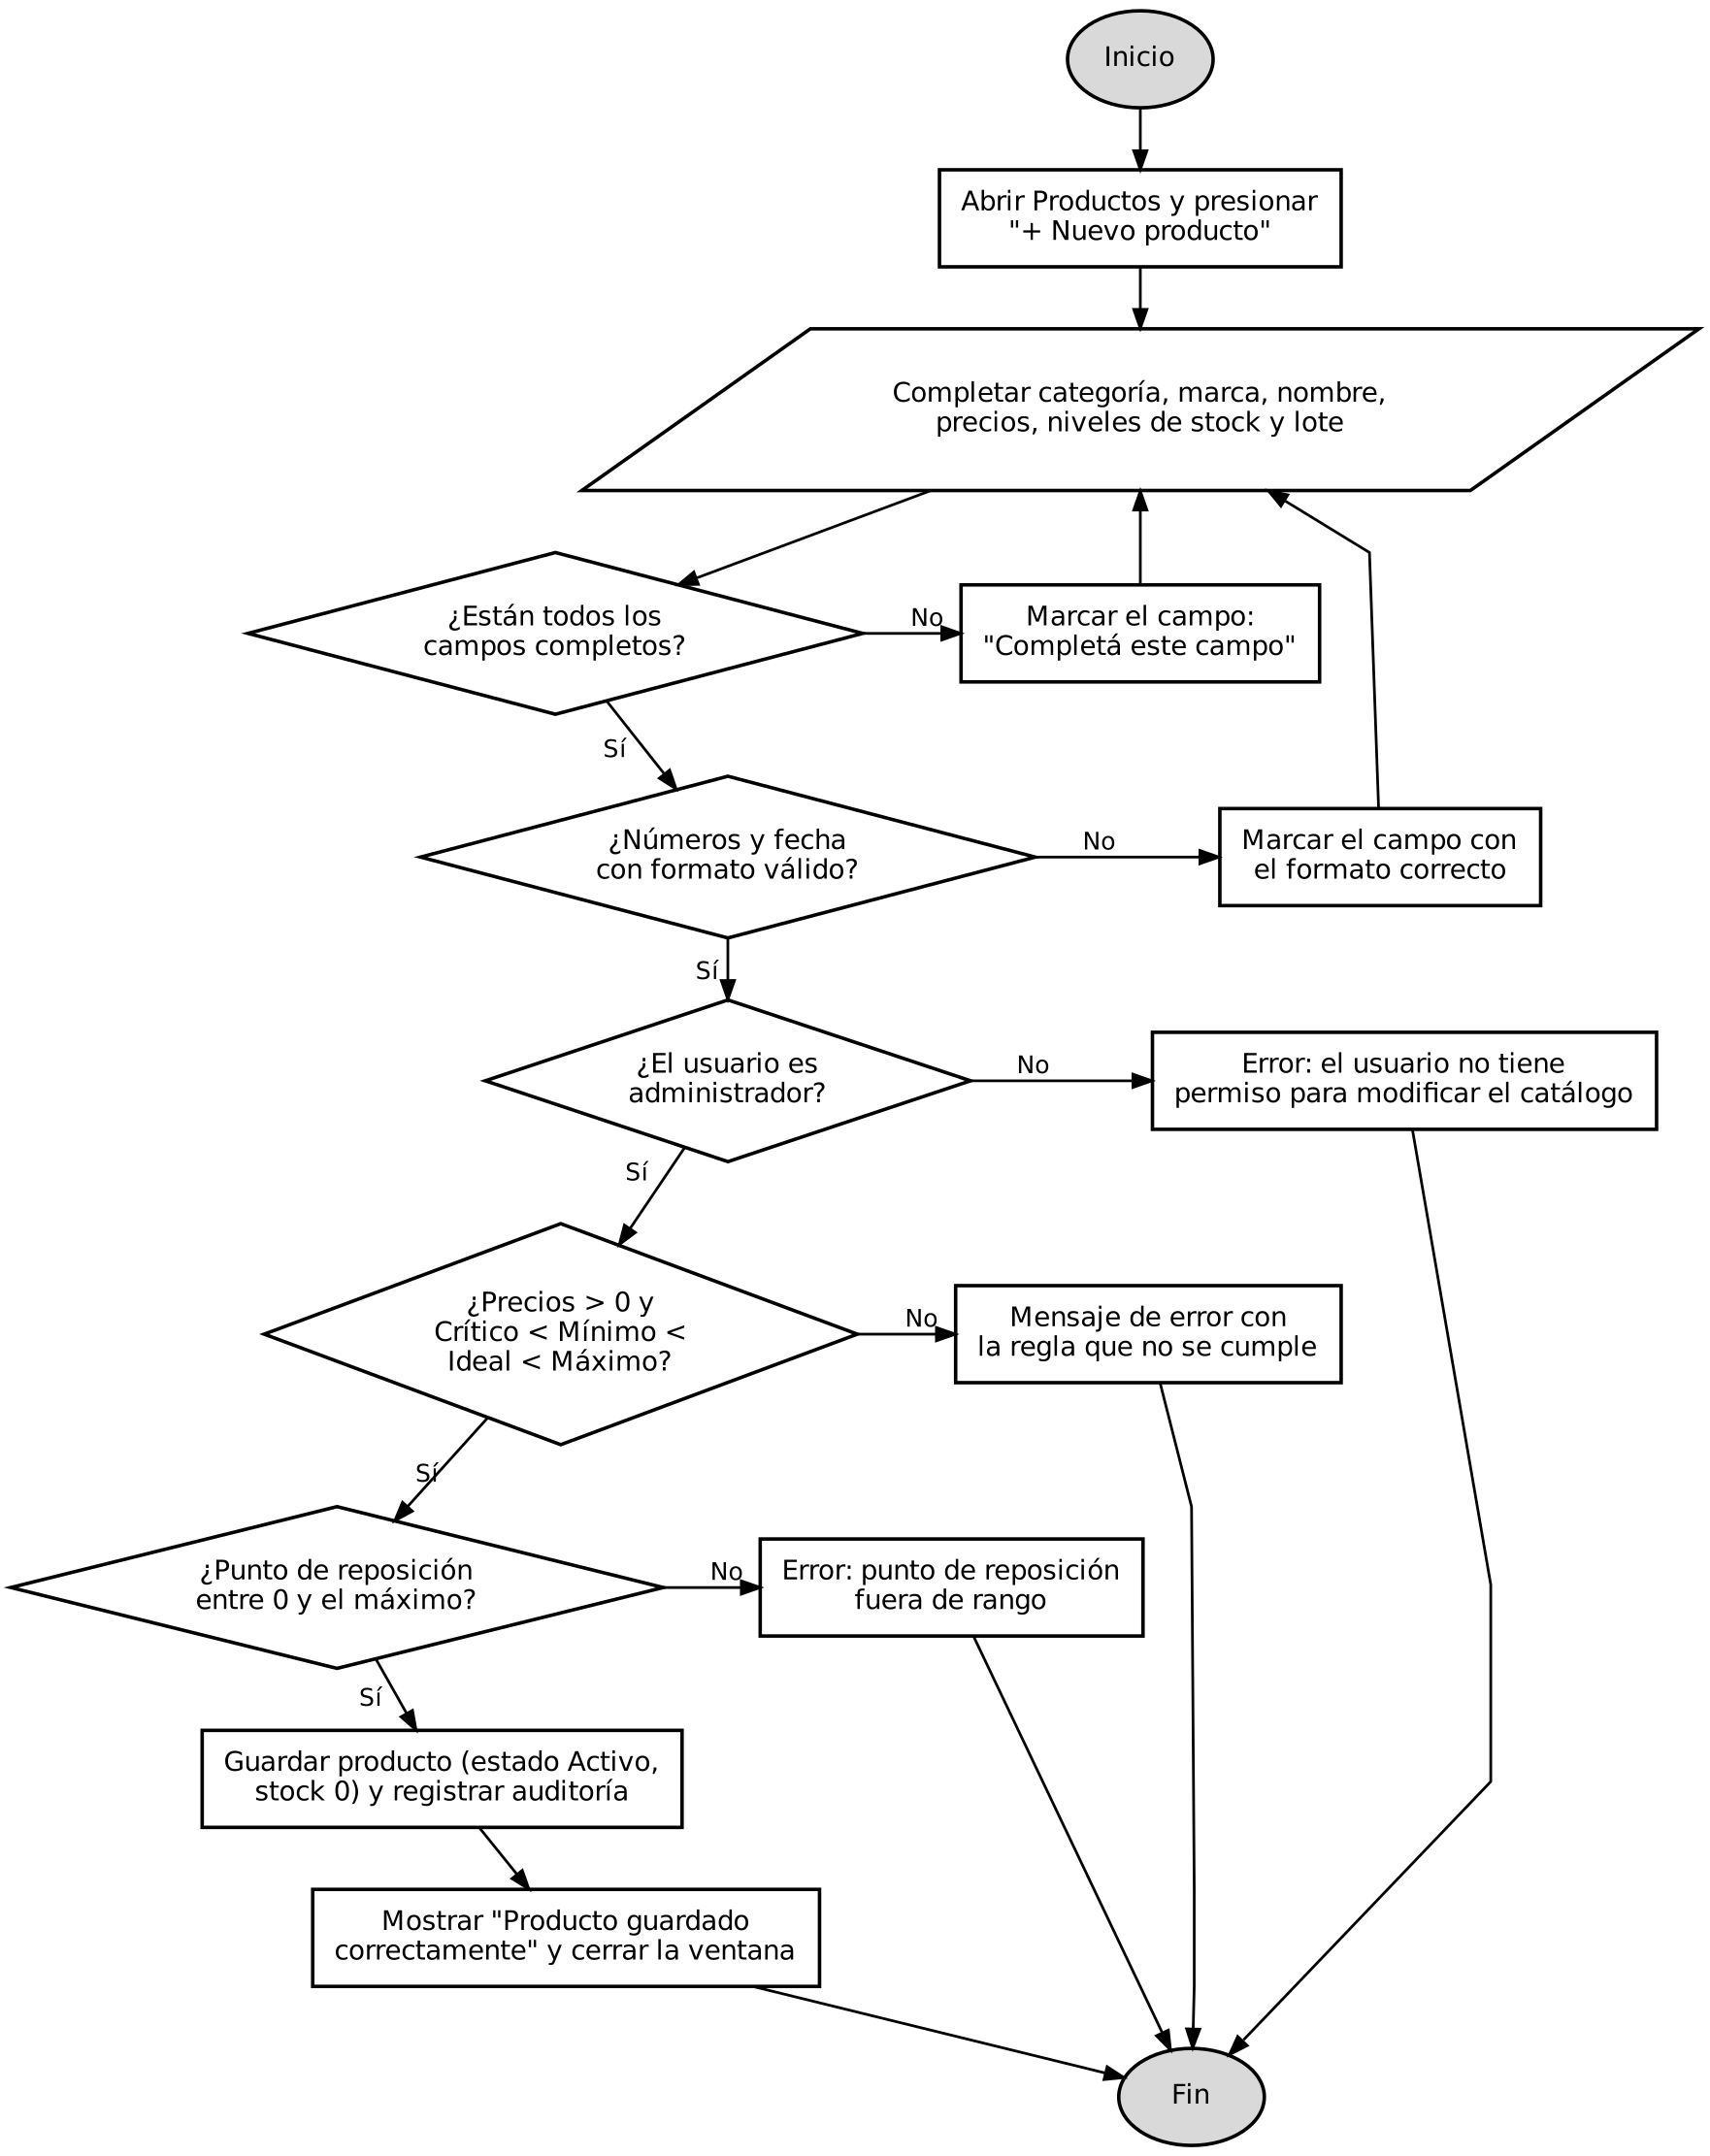 Inicio
Abrir Productos y presionar
"+ Nuevo producto"
Completar categoría, marca, nombre,
precios, niveles de stock y lote
¿Están todos los
campos completos?
No
Marcar el campo:
"Completá este campo"
Sí
¿Números y fecha
con formato válido?
No
Marcar el campo con
el formato correcto
Sí
¿El usuario es
administrador?
No
Error: el usuario no tiene
permiso para modificar el catálogo
Sí
¿Precios > 0 y
Crítico < Mínimo <
Ideal < Máximo?
No
Mensaje de error con
la regla que no se cumple
Sí
¿Punto de reposición
entre 0 y el máximo?
No
Error: punto de reposición
fuera de rango
Sí
Guardar producto (estado Activo,
stock 0) y registrar auditoría
Mostrar "Producto guardado
correctamente" y cerrar la ventana
Fin